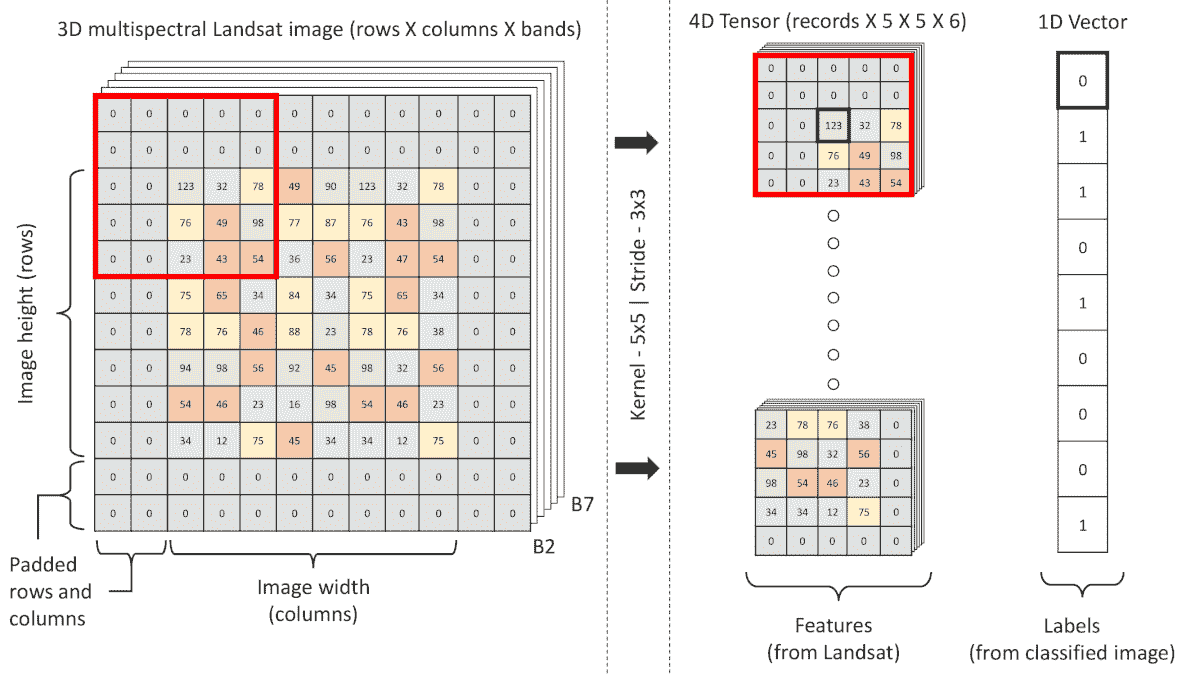 3D multispectral Landsat image (rows X columns X bands)
0 0 0 0 0 0 0 0 0 0 0 0
0 0 0 0 0 0 0 0 0 0 0 0
0 0 123 32 78 49 90 123 32 78 0 0
0 0 76 49 98 77 87 76 43 98 0 0
0 0 23 43 54 36 56 23 47 54 0 0
0 0 75 65 34 84 34 75 65 34 0 0
0 0 78 76 46 88 23 78 76 38 0 0
0 0 94 98 56 92 45 98 32 56 0 0
0 0 54 46 23 16 98 54 46 23 0 0
0 0 34 12 75 45 34 34 12 75 0 0
0 0 0 0 0 0 0 0 0 0 0 0
0 0 0 0 0 0 0 0 0 0 0 0
Image height (rows)
B7
B2
Padded
rows and
columns
Image width
(columns)
Kernel - 5x5 | Stride - 3x3
4D Tensor (records X 5 X 5 X 6)
0 0 0 0 0
0 0 0 0 0
0 0 123 32 78
0 0 76 49 98
0 0 23 43 54
23 78 76 38 0
45 98 32 56 0
98 54 46 23 0
34 34 12 75 0
0 0 0 0 0
Features
(from Landsat)
1D Vector
0
1
1
0
1
0
0
0
1
Labels
(from classified image)